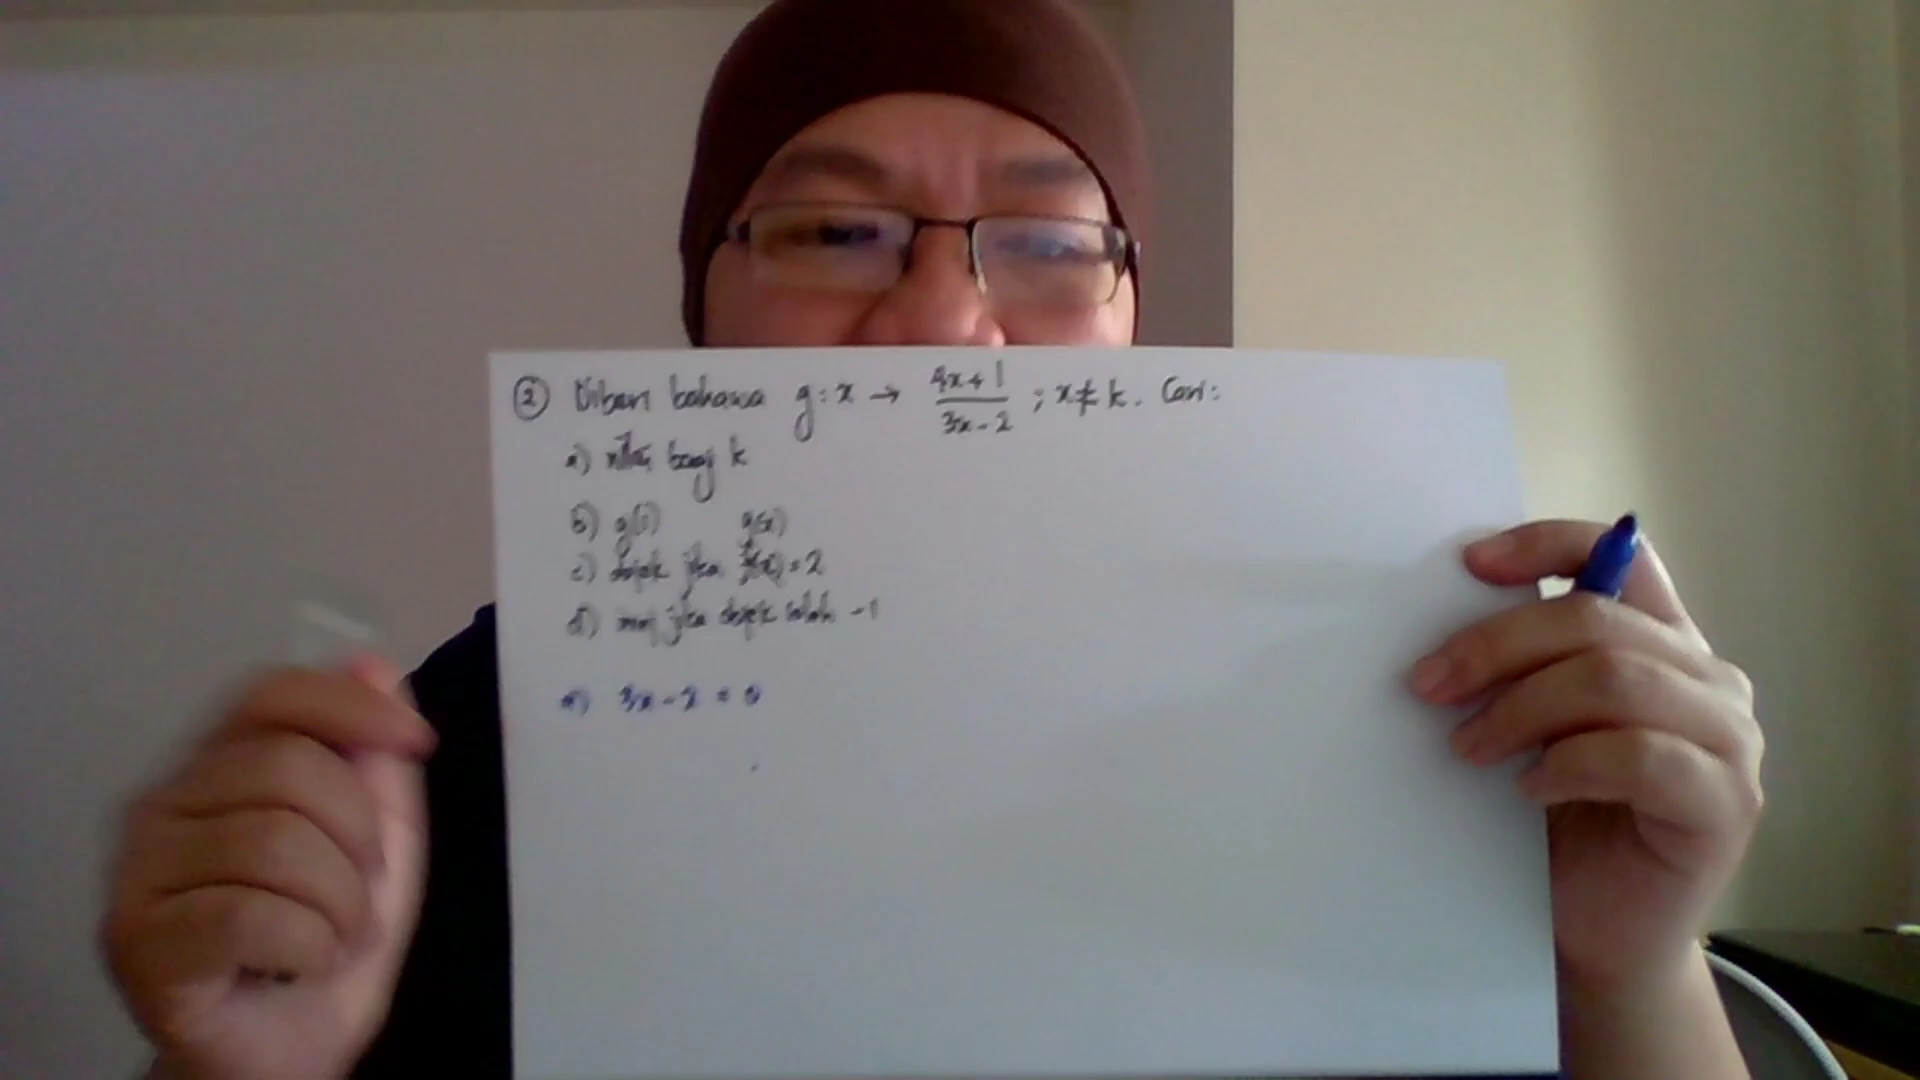 ② Diberi bahawa g : x → (4x+1)/(3x-2) ; x ≠ k. Cari :
a) nilai bagi k
b) g(1)
g(x)
c) objek jika = 2
d) imej jika objek ialah -1
a) 3x - 2 = 0